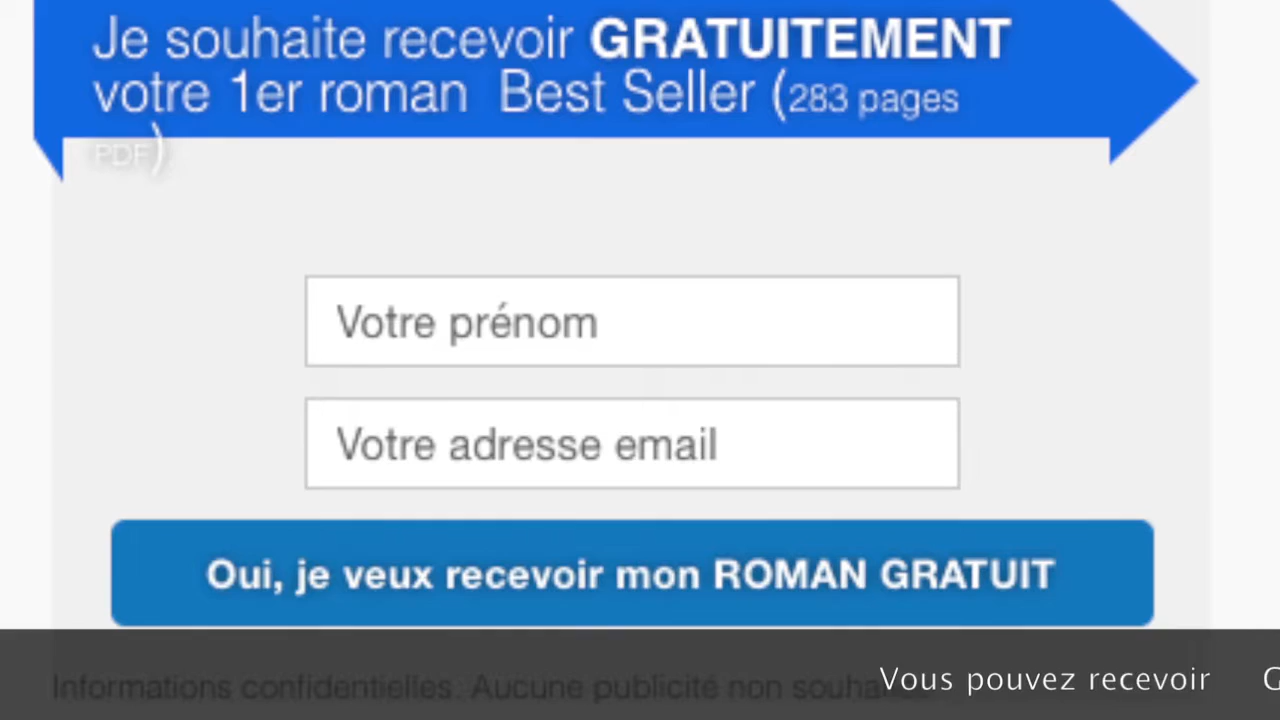 Je souhaite recevoir GRATUITEMENT
votre 1er roman Best Seller (283 pages
PDF).
Votre prénom
Votre adresse email
Oui, je veux recevoir mon ROMAN GRATUIT
Informations confidentielles. Aucune publicité non
Vous pouvez recevoir